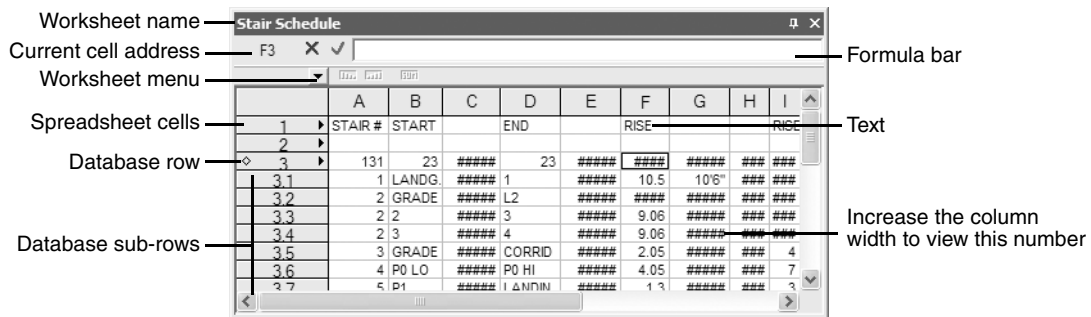 Worksheet name
Stair Schedule
Current cell address
F3
Formula bar
Worksheet menu
A B C D E F G H I
Spreadsheet cells
1 STAIR # START END RISE RISE
Text
2
Database row
3 131 23 ##### 23 ##### #### ##### ### ###
3.1 1 LANDG. ##### 1 ##### 10.5 10'6" ### ###
3.2 2 GRADE ##### L2 ##### #### ##### ### ###
3.3 2 2 ##### 3 ##### 9.06 ##### ### ###
3.4 2 3 ##### 4 ##### 9.06 ##### ### ###
Increase the column
width to view this number
Database sub-rows
3.5 3 GRADE ##### CORRID ##### 2.05 ##### ### 4
3.6 4 P0 LO ##### P0 HI ##### 4.05 ##### ### 7
3.7 5 P1 ##### LANDIN ##### 1.3 ##### ### 3